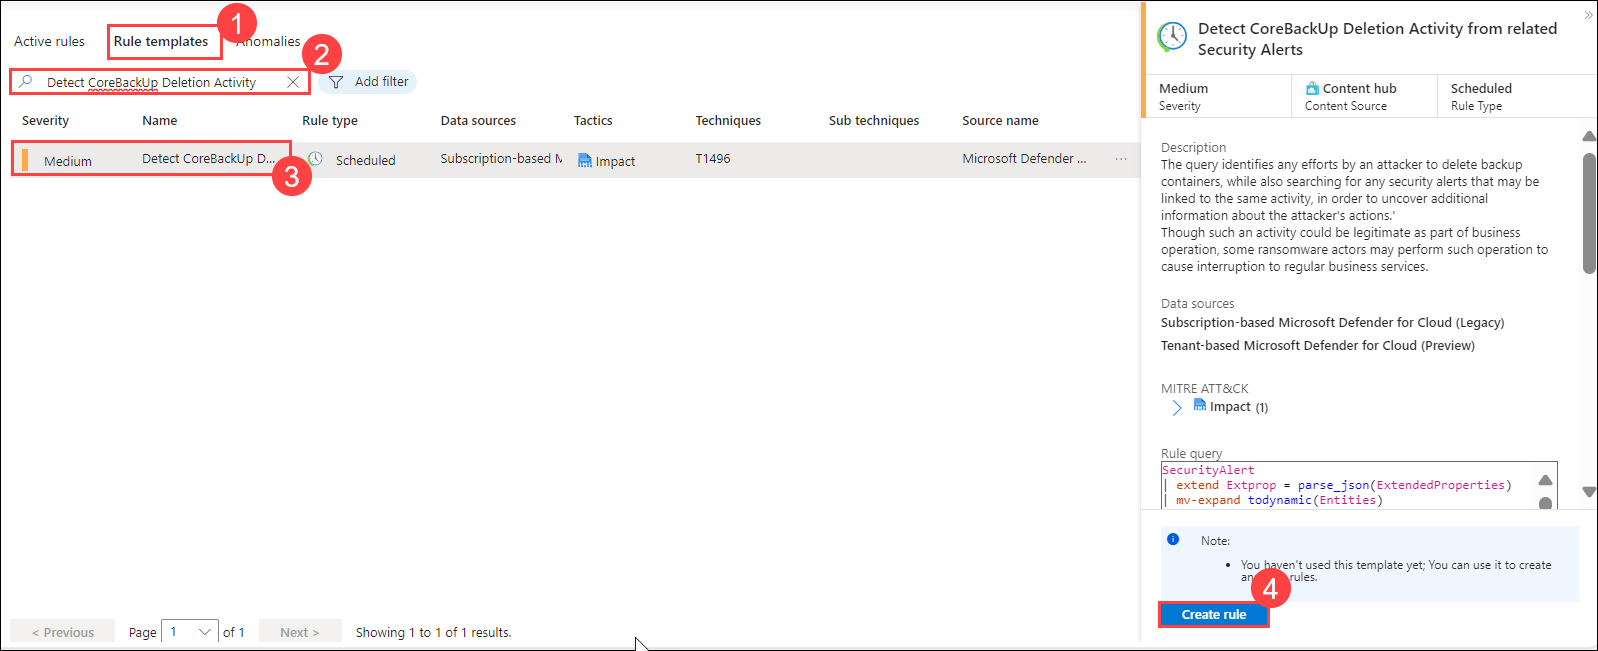 1
Active rules
Rule templates
Anomalies
2
Detect CoreBackUp Deletion Activity
Add filter
Severity
Name
Rule type
Data sources
Tactics
Techniques
Sub techniques
Source name
Medium
Detect CoreBackUp D...
Scheduled
Subscription-based M
Impact
T1496
Microsoft Defender ...
...
3
< Previous
Page
1
of 1
Next >
Showing 1 to 1 of 1 results.
»
Detect CoreBackUp Deletion Activity from related
Security Alerts
Medium
Severity
Content hub
Content Source
Scheduled
Rule Type
Description
The query identifies any efforts by an attacker to delete backup
containers, while also searching for any security alerts that may be
linked to the same activity, in order to uncover additional
information about the attacker's actions.'
Though such an activity could be legitimate as part of business
operation, some ransomware actors may perform such operation to
cause interruption to regular business services.
Data sources
Subscription-based Microsoft Defender for Cloud (Legacy)
Tenant-based Microsoft Defender for Cloud (Preview)
MITRE ATT&CK
Impact (1)
Rule query
SecurityAlert
| extend Extprop = parse_json(ExtendedProperties)
| mv-expand todynamic(Entities)
Note:
• You haven't used this template yet; You can use it to create
rules.
4
Create rule